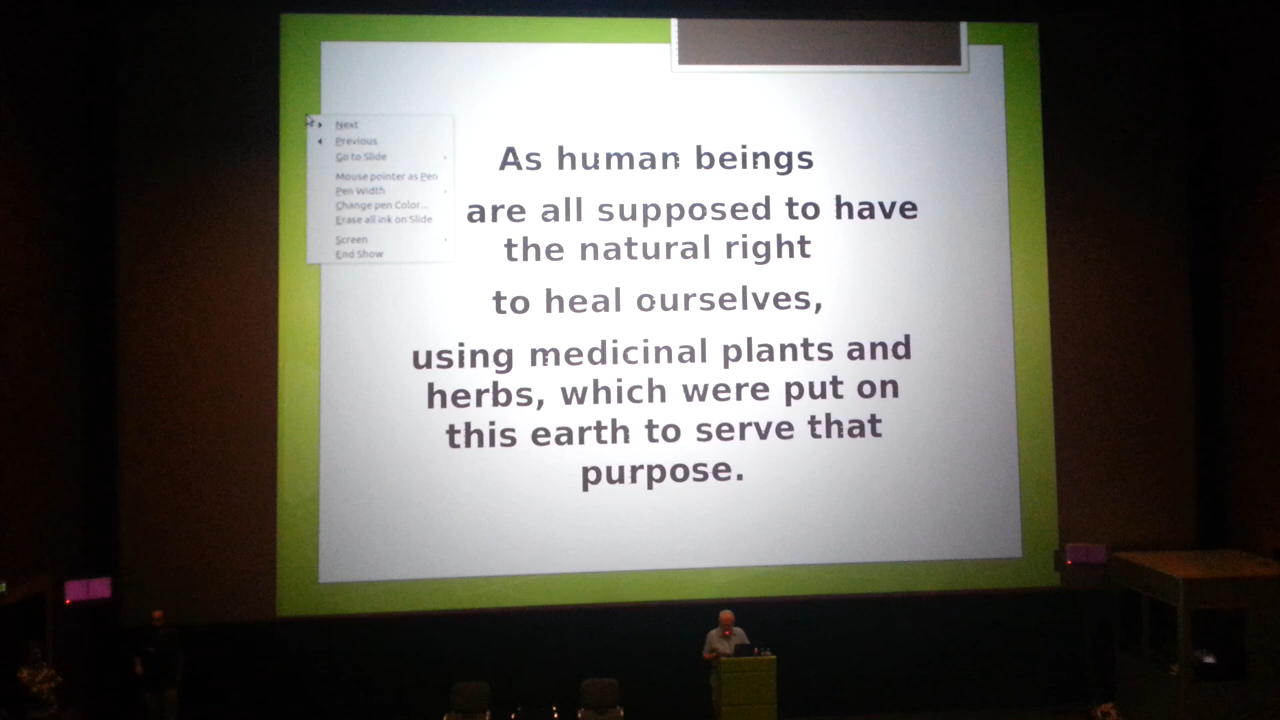 Next
Previous
Go to Slide
Mouse pointer as Pen
Pen Width
Change pen Color...
Erase all ink on Slide
Screen
End Show
As human beings
are all supposed to have
the natural right
to heal ourselves,
using medicinal plants and
herbs, which were put on
this earth to serve that
purpose.